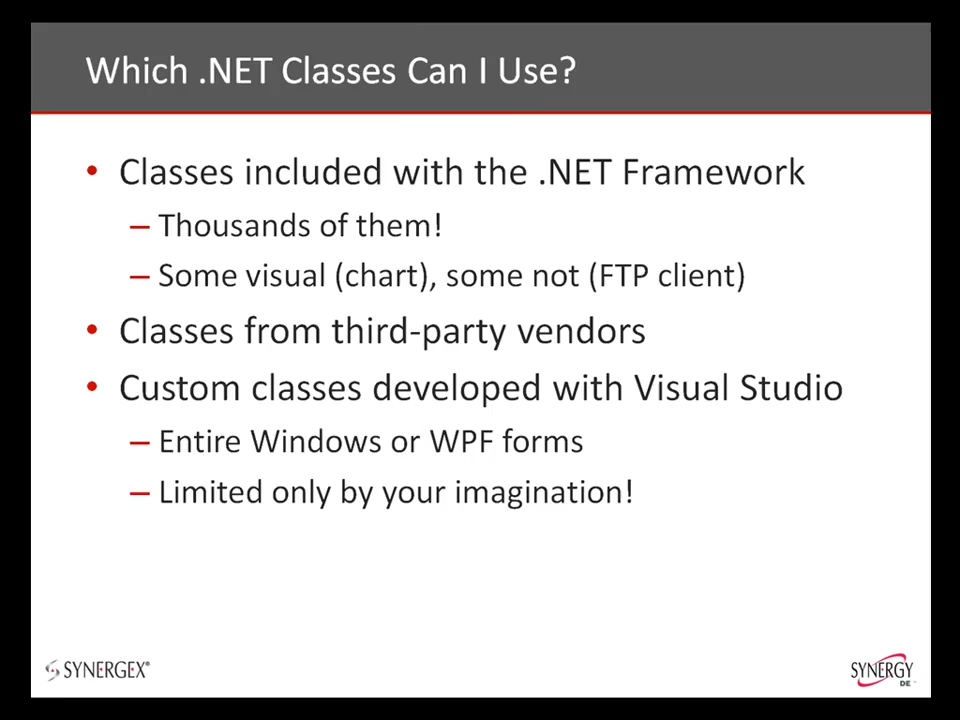 Which .NET Classes Can I Use?
• Classes included with the .NET Framework
– Thousands of them!
– Some visual (chart), some not (FTP client)
• Classes from third-party vendors
• Custom classes developed with Visual Studio
– Entire Windows or WPF forms
– Limited only by your imagination!
SYNERGEX®
SYNERGY
DE™